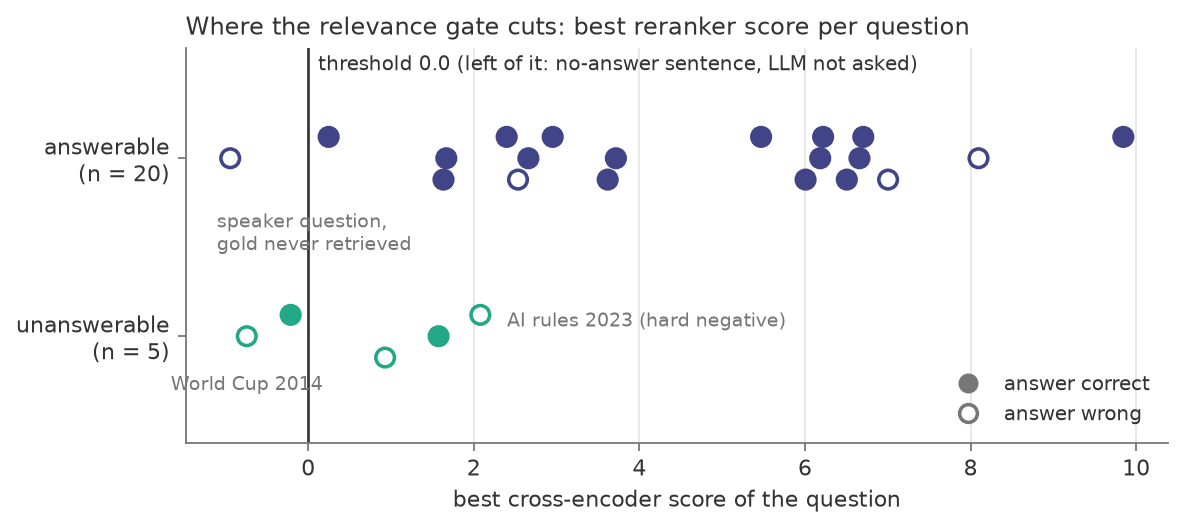 Where the relevance gate cuts: best reranker score per question
threshold 0.0 (left of it: no-answer sentence, LLM not asked)
answerable
(n = 20)
speaker question,
gold never retrieved
unanswerable
(n = 5)
AI rules 2023 (hard negative)
World Cup 2014
answer correct
answer wrong
0 2 4 6 8 10
best cross-encoder score of the question